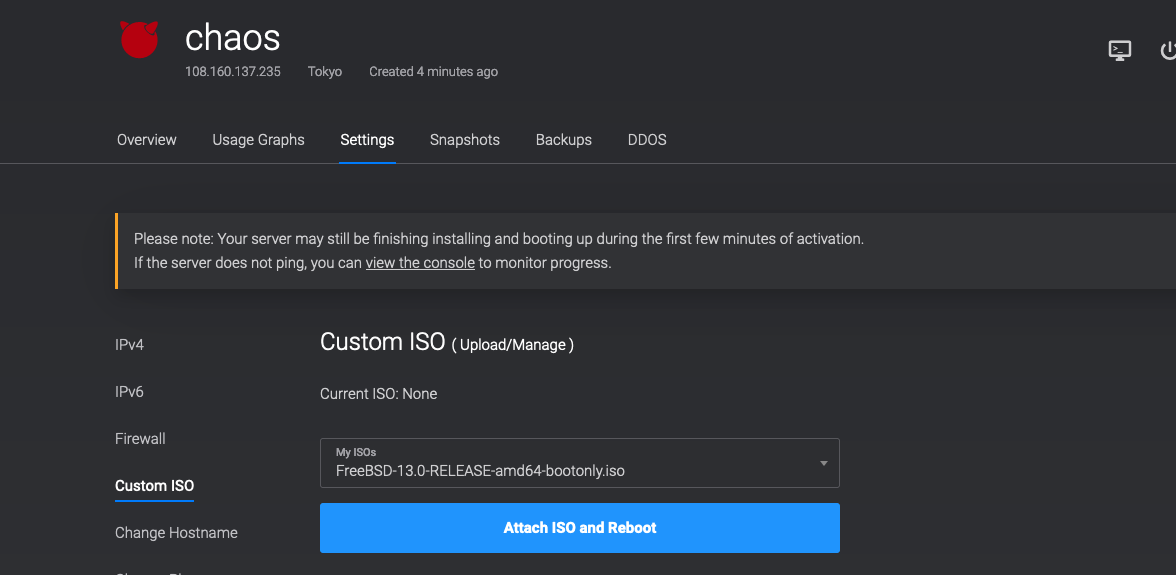 chaos
108.160.137.235 Tokyo Created 4 minutes ago
Overview Usage Graphs Settings Snapshots Backups DDOS
Please note: Your server may still be finishing installing and booting up during the first few minutes of activation.
If the server does not ping, you can view the console to monitor progress.
IPv4
IPv6
Firewall
Custom ISO
Change Hostname
Custom ISO ( Upload/Manage )
Current ISO: None
My ISOs
FreeBSD-13.0-RELEASE-amd64-bootonly.iso
Attach ISO and Reboot